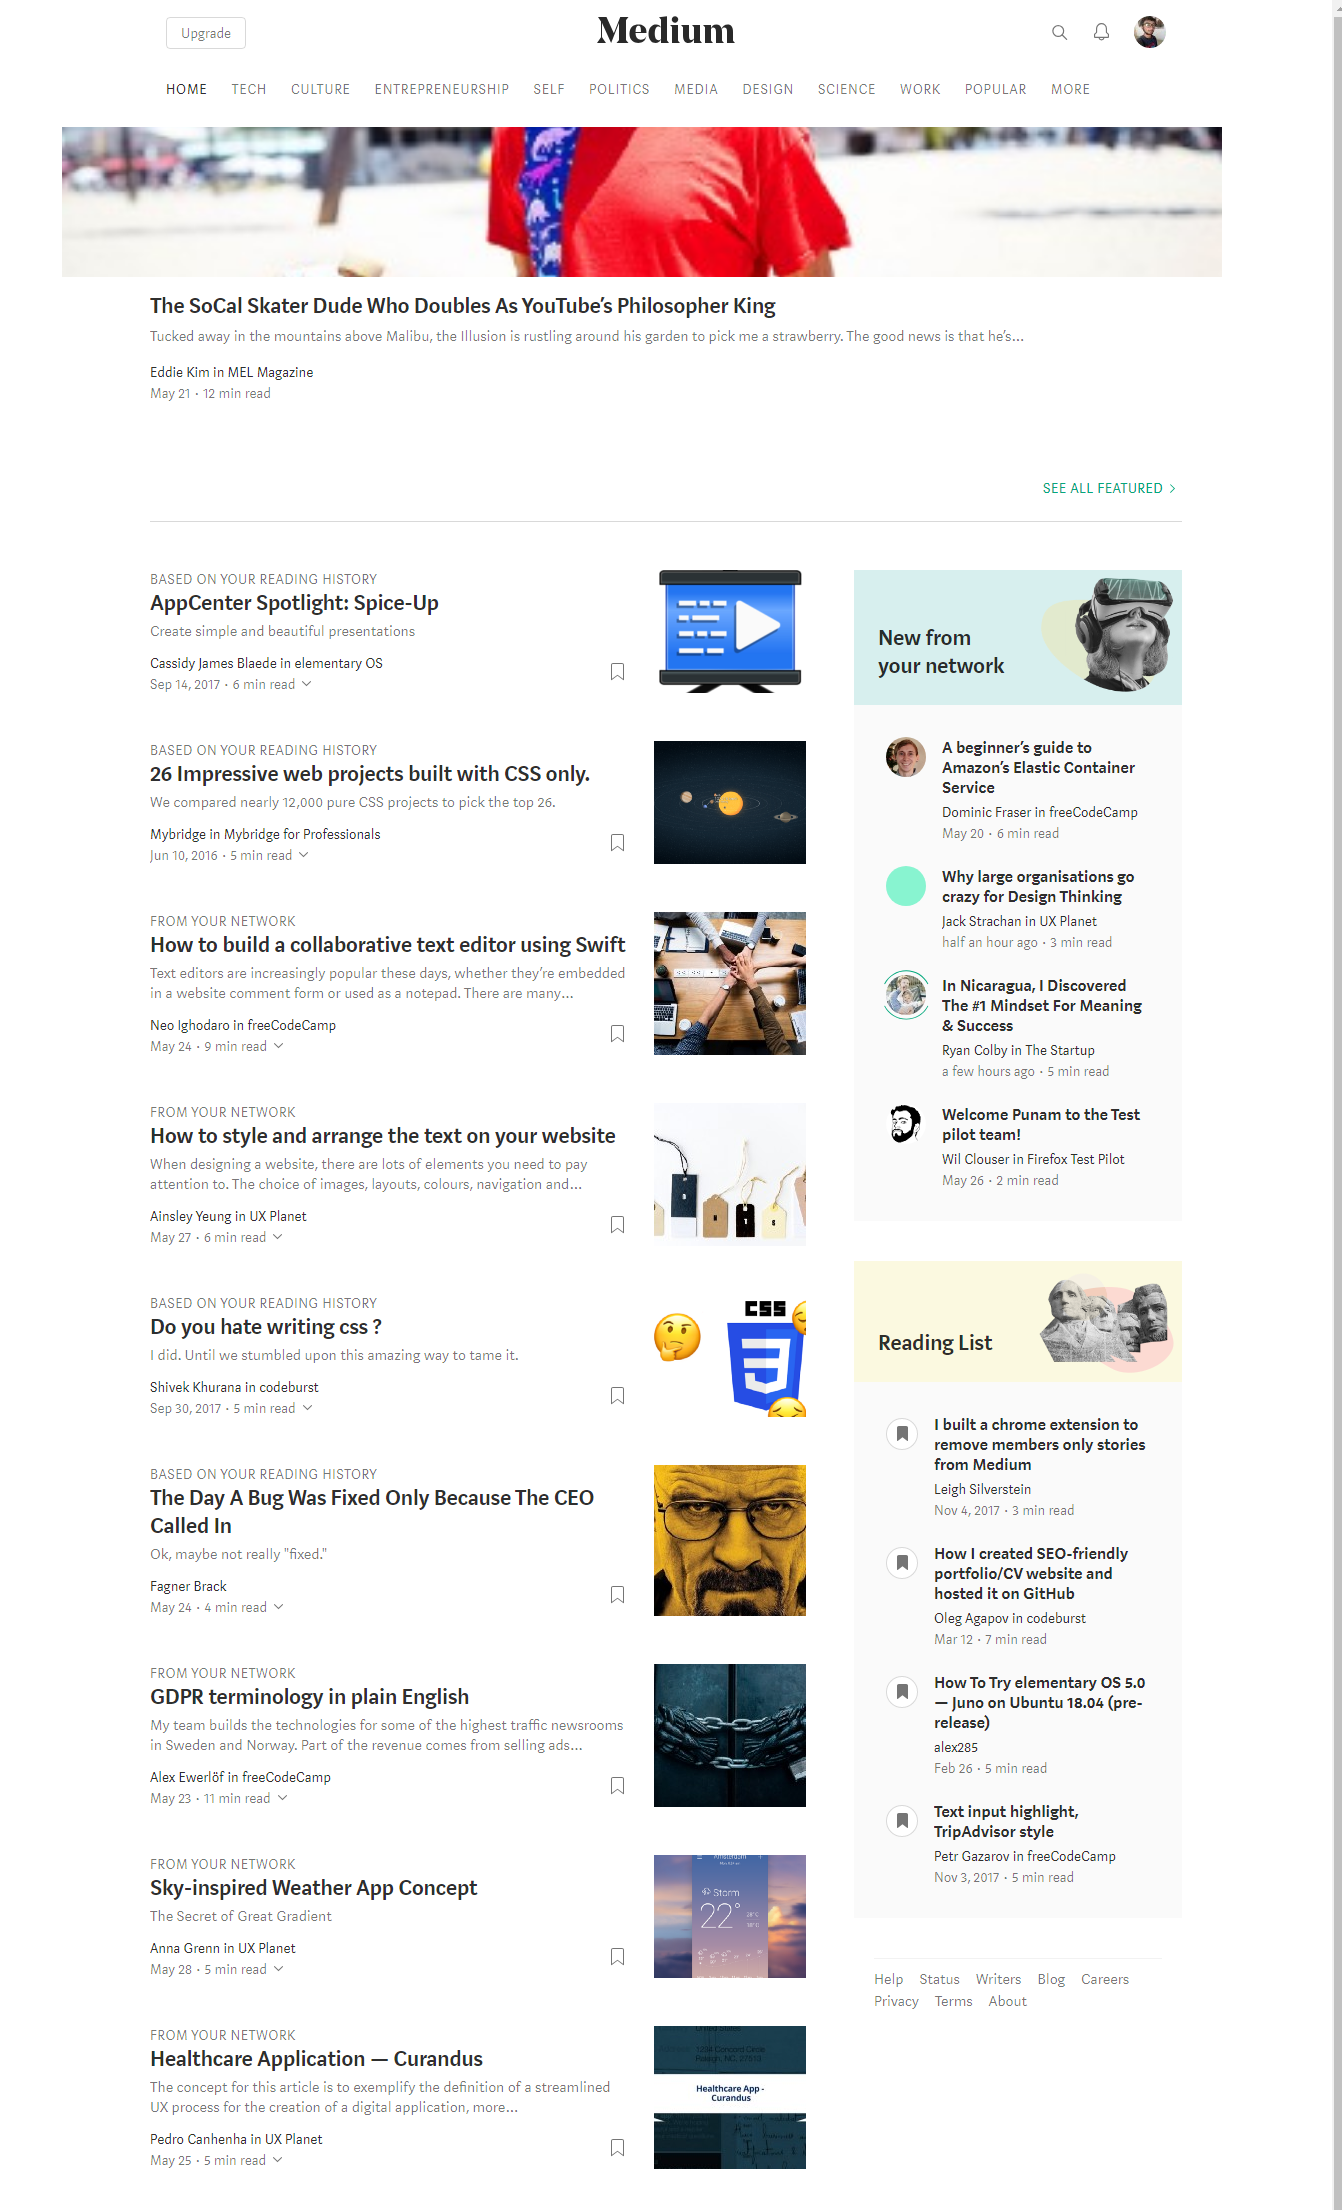 Upgrade
Medium
HOME TECH CULTURE ENTREPRENEURSHIP SELF POLITICS MEDIA DESIGN SCIENCE WORK POPULAR MORE
The SoCal Skater Dude Who Doubles As YouTube’s Philosopher King
Tucked away in the mountains above Malibu, the Illusion is rustling around his garden to pick me a strawberry. The good news is that he’s…
Eddie Kim in MEL Magazine
May 21 · 12 min read
SEE ALL FEATURED
BASED ON YOUR READING HISTORY
AppCenter Spotlight: Spice-Up
Create simple and beautiful presentations
Cassidy James Blaede in elementary OS
Sep 14, 2017 · 6 min read
BASED ON YOUR READING HISTORY
26 Impressive web projects built with CSS only.
We compared nearly 12,000 pure CSS projects to pick the top 26.
Mybridge in Mybridge for Professionals
Jun 10, 2016 · 5 min read
FROM YOUR NETWORK
How to build a collaborative text editor using Swift
Text editors are increasingly popular these days, whether they’re embedded
in a website comment form or used as a notepad. There are many…
Neo Ighodaro in freeCodeCamp
May 24 · 9 min read
FROM YOUR NETWORK
How to style and arrange the text on your website
When designing a website, there are lots of elements you need to pay
attention to. The choice of images, layouts, colours, navigation and…
Ainsley Yeung in UX Planet
May 27 · 6 min read
BASED ON YOUR READING HISTORY
Do you hate writing css ?
I did. Until we stumbled upon this amazing way to tame it.
Shivek Khurana in codeburst
Sep 30, 2017 · 5 min read
CSS
BASED ON YOUR READING HISTORY
The Day A Bug Was Fixed Only Because The CEO
Called In
Ok, maybe not really "fixed."
Fagner Brack
May 24 · 4 min read
FROM YOUR NETWORK
GDPR terminology in plain English
My team builds the technologies for some of the highest traffic newsrooms
in Sweden and Norway. Part of the revenue comes from selling ads…
Alex Ewerlöf in freeCodeCamp
May 23 · 11 min read
FROM YOUR NETWORK
Sky-inspired Weather App Concept
The Secret of Great Gradient
Anna Grenn in UX Planet
May 28 · 5 min read
Amsterdam
Storm
22°
FROM YOUR NETWORK
Healthcare Application — Curandus
The concept for this article is to exemplify the definition of a streamlined
UX process for the creation of a digital application, more…
Pedro Canhenha in UX Planet
May 25 · 5 min read
Healthcare App -
Curandus
New from
your network
A beginner’s guide to
Amazon’s Elastic Container
Service
Dominic Fraser in freeCodeCamp
May 20 · 6 min read
Why large organisations go
crazy for Design Thinking
Jack Strachan in UX Planet
half an hour ago · 3 min read
In Nicaragua, I Discovered
The #1 Mindset For Meaning
& Success
Ryan Colby in The Startup
a few hours ago · 5 min read
Welcome Punam to the Test
pilot team!
Wil Clouser in Firefox Test Pilot
May 26 · 2 min read
Reading List
I built a chrome extension to
remove members only stories
from Medium
Leigh Silverstein
Nov 4, 2017 · 3 min read
How I created SEO-friendly
portfolio/CV website and
hosted it on GitHub
Oleg Agapov in codeburst
Mar 12 · 7 min read
How To Try elementary OS 5.0
— Juno on Ubuntu 18.04 (pre-
release)
alex285
Feb 26 · 5 min read
Text input highlight,
TripAdvisor style
Petr Gazarov in freeCodeCamp
Nov 3, 2017 · 5 min read
Help Status Writers Blog Careers
Privacy Terms About